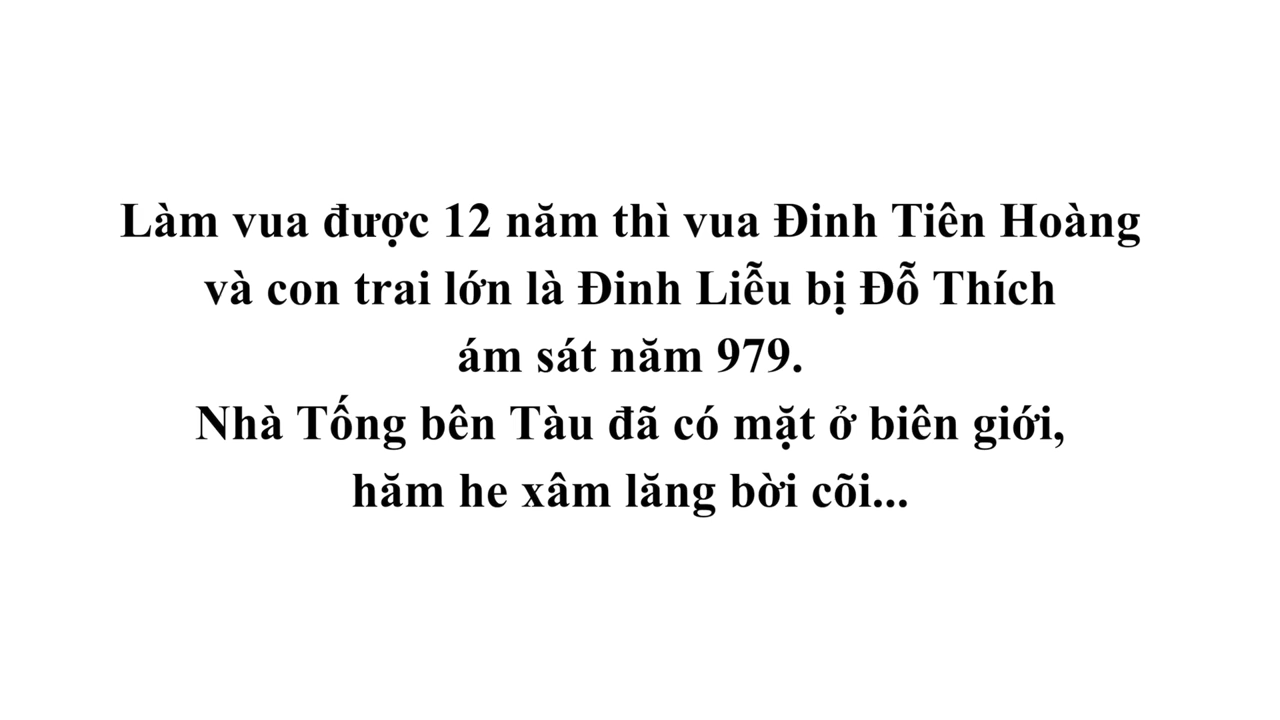 Làm vua được 12 năm thì vua Đinh Tiên Hoàng
và con trai lớn là Đinh Liễu bị Đỗ Thích
ám sát năm 979.
Nhà Tống bên Tàu đã có mặt ở biên giới,
hăm he xâm lăng bời cõi...